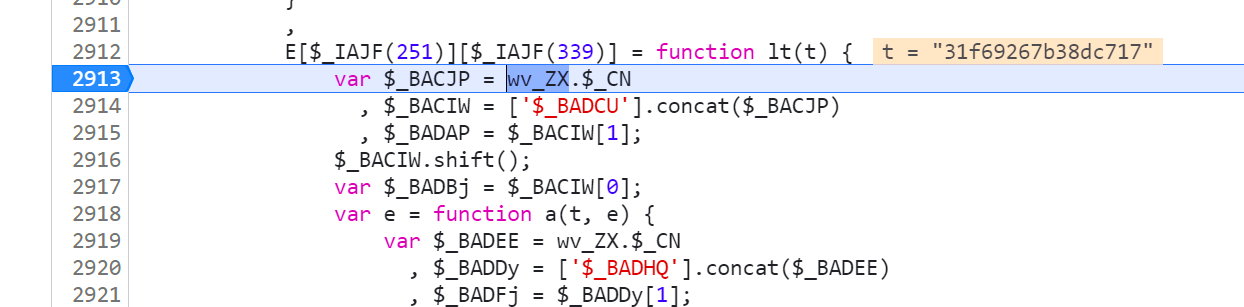 2910 }
2911 ,
2912 E[$_IAJF(251)][$_IAJF(339)] = function lt(t) { t = "31f69267b38dc717"
2913 var $_BACJP = wv_ZX.$_CN
2914 , $_BACIW = ['$_BADCU'].concat($_BACJP)
2915 , $_BADAP = $_BACIW[1];
2916 $_BACIW.shift();
2917 var $_BADBj = $_BACIW[0];
2918 var e = function a(t, e) {
2919 var $_BADEE = wv_ZX.$_CN
2920 , $_BADDy = ['$_BADHQ'].concat($_BADEE)
2921 , $_BADFj = $_BADDy[1];